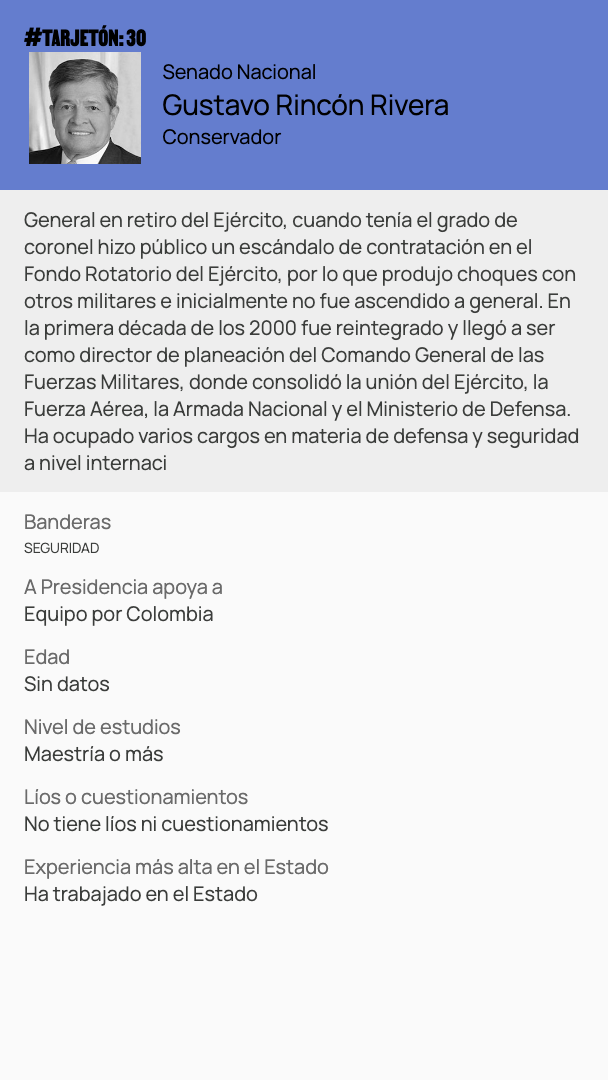 #TARJETÓN: 30
Senado Nacional
Gustavo Rincón Rivera
Conservador
General en retiro del Ejército, cuando tenía el grado de
coronel hizo público un escándalo de contratación en el
Fondo Rotatorio del Ejército, por lo que produjo choques con
otros militares e inicialmente no fue ascendido a general. En
la primera década de los 2000 fue reintegrado y llegó a ser
como director de planeación del Comando General de las
Fuerzas Militares, donde consolidó la unión del Ejército, la
Fuerza Aérea, la Armada Nacional y el Ministerio de Defensa.
Ha ocupado varios cargos en materia de defensa y seguridad
a nivel internaci
Banderas
SEGURIDAD
A Presidencia apoya a
Equipo por Colombia
Edad
Sin datos
Nivel de estudios
Maestría o más
Líos o cuestionamientos
No tiene líos ni cuestionamientos
Experiencia más alta en el Estado
Ha trabajado en el Estado